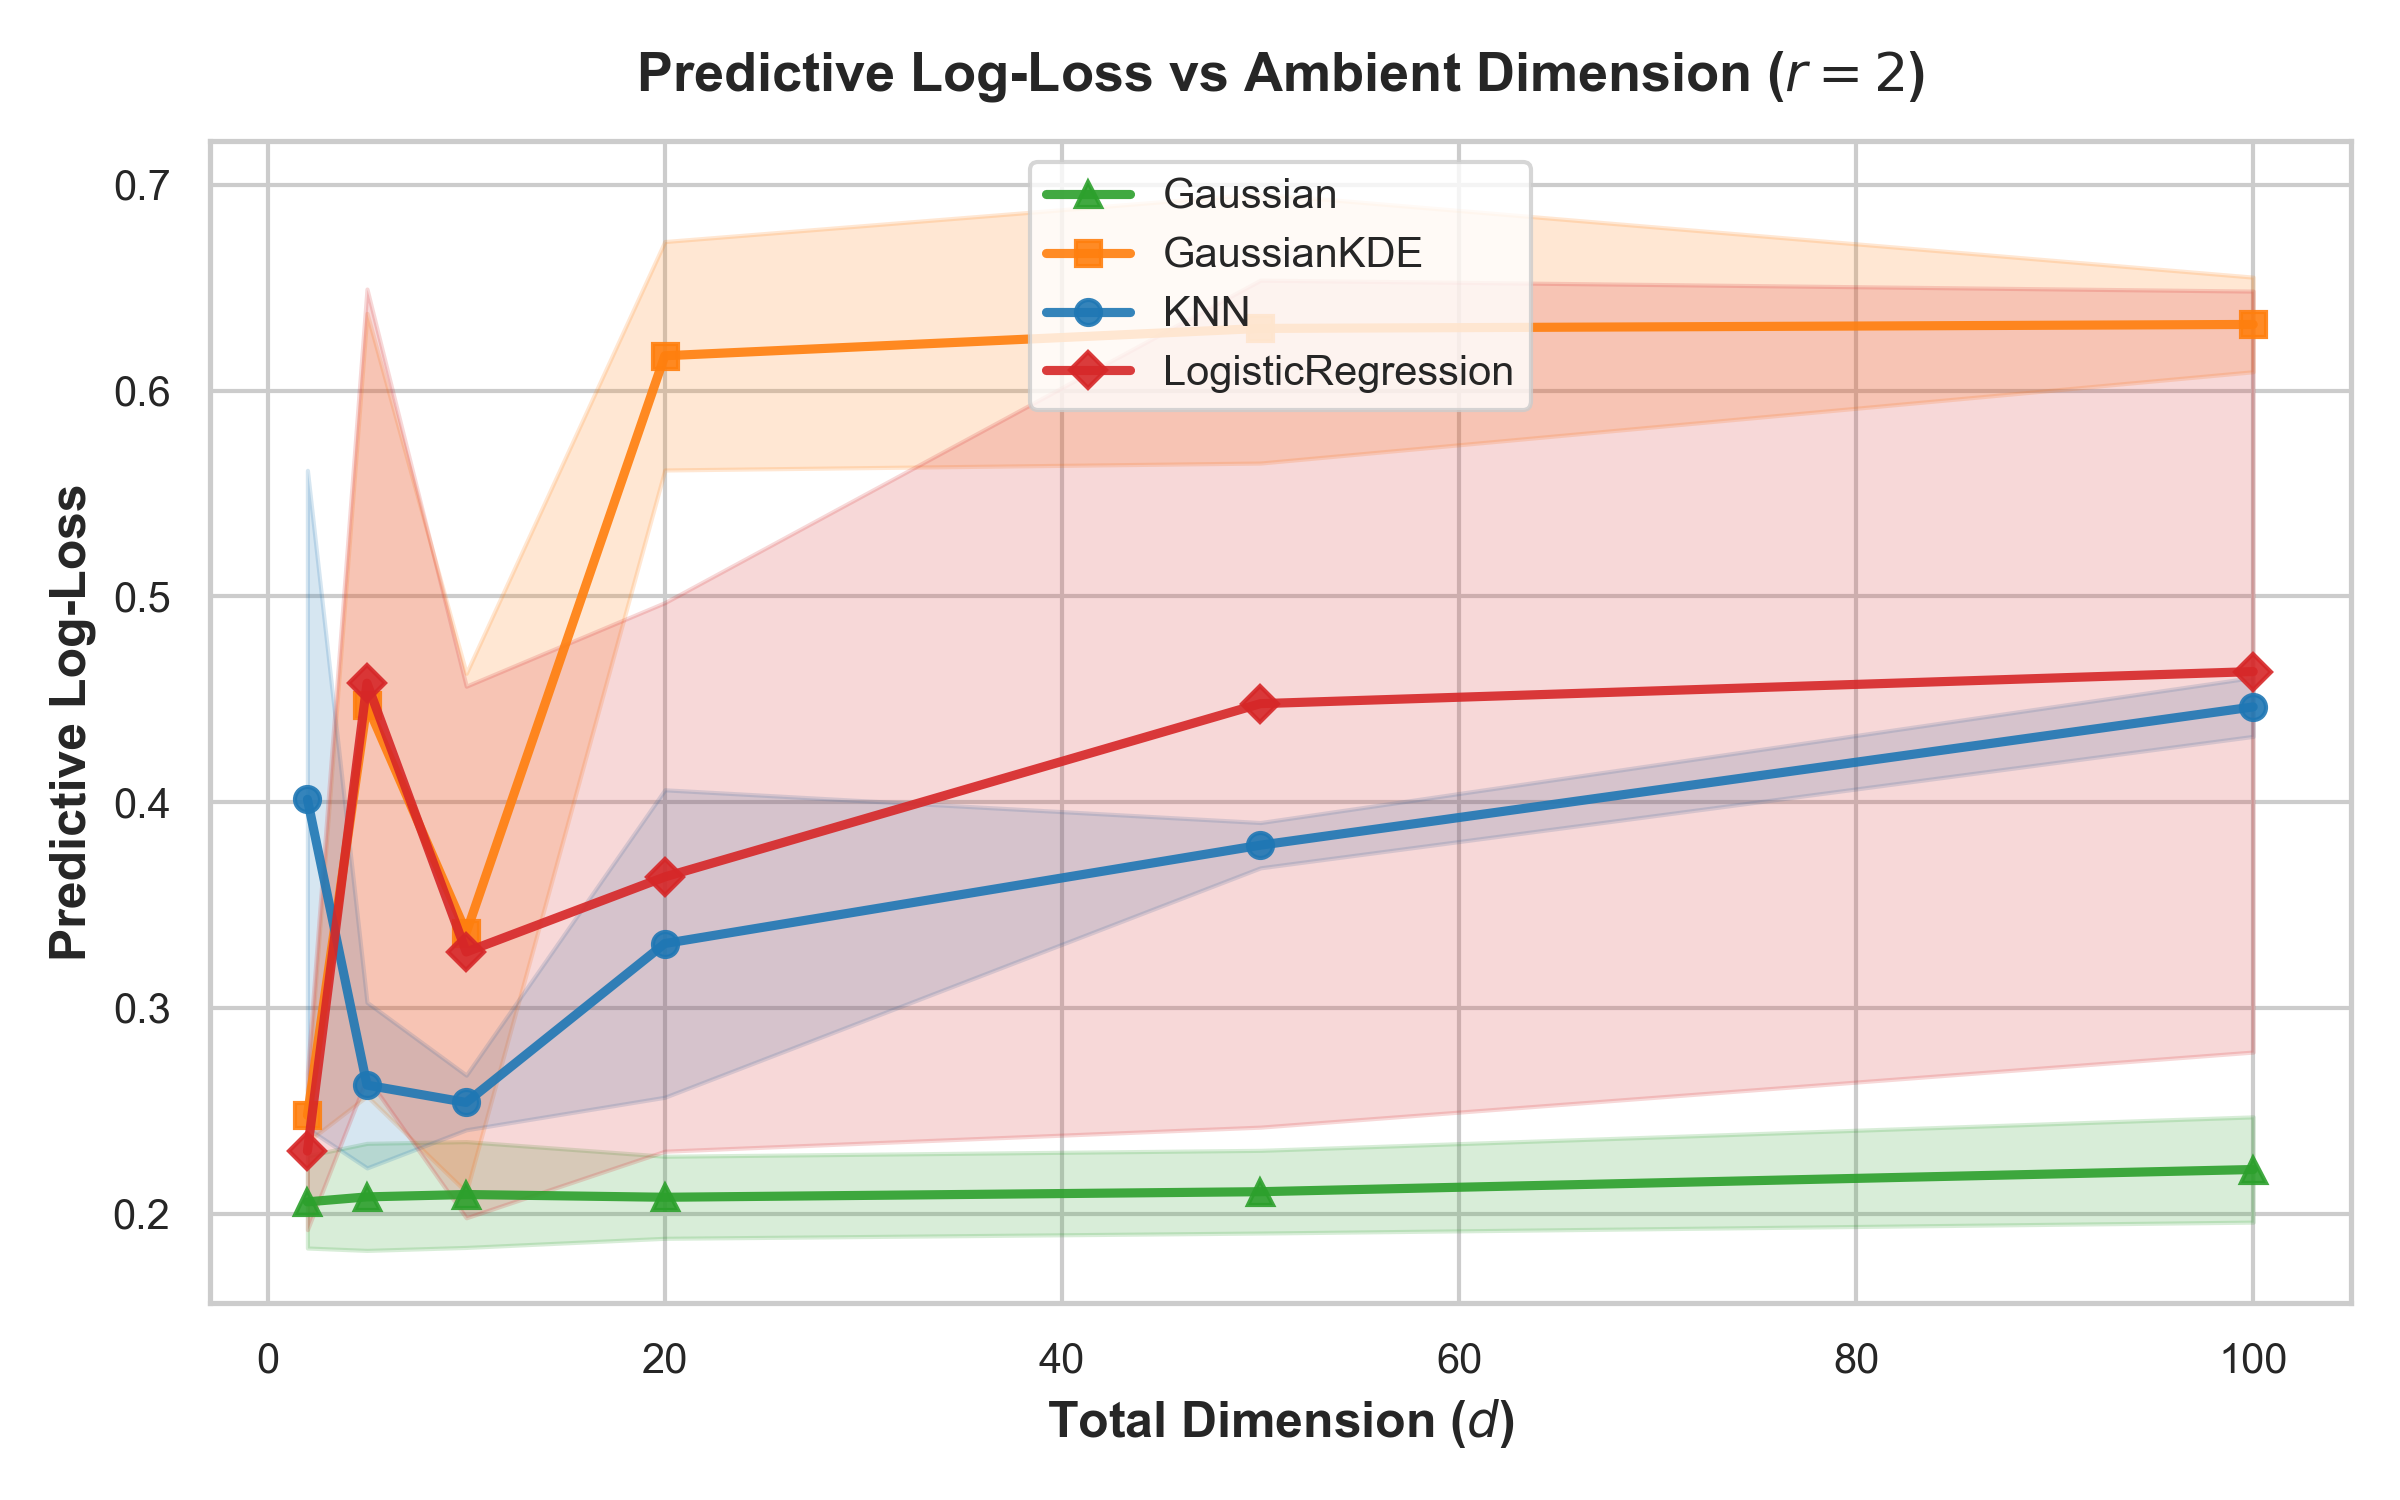 Predictive Log-Loss vs Ambient Dimension (r = 2)
Gaussian
GaussianKDE
KNN
LogisticRegression
Predictive Log-Loss
0.7
0.6
0.5
0.4
0.3
0.2
0
20
40
60
80
100
Total Dimension (d)